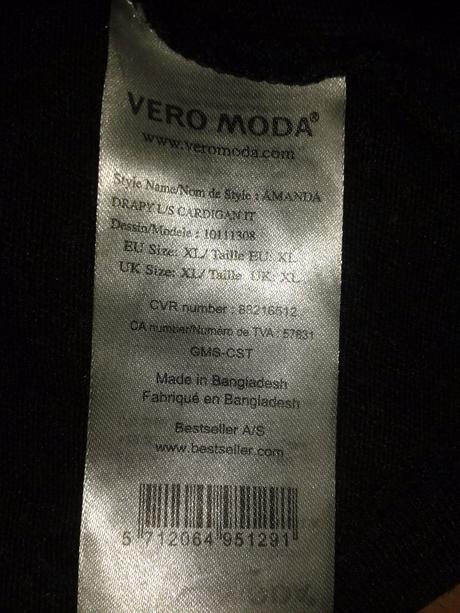 VERO MODA®
www.veromoda.com
Style Name/Nom de Style : AMANDA
DRAPY L/S CARDIGAN IT
Dessin/Modele : 10111308
EU Size: XL/ Taille EU: XL
UK Size: XL/ Taille UK: XL
CVR number : 88216512
CA number/Numéro de TVA : 57831
GMS-CST
Made in Bangladesh
Fabriqué en Bangladesh
Bestseller A/S
www.bestseller.com
5 712064 951291